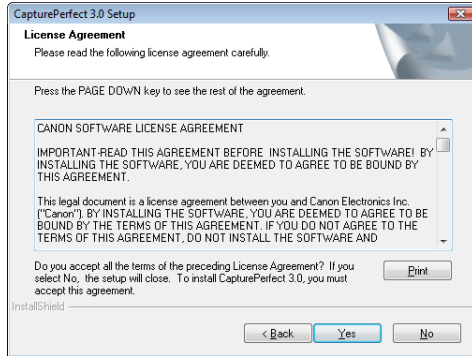 CapturePerfect 3.0 Setup
License Agreement
Please read the following license agreement carefully.
Press the PAGE DOWN key to see the rest of the agreement.
CANON SOFTWARE LICENSE AGREEMENT
IMPORTANT-READ THIS AGREEMENT BEFORE INSTALLING THE SOFTWARE! BY
INSTALLING THE SOFTWARE, YOU ARE DEEMED TO AGREE TO BE BOUND BY
THIS AGREEMENT.
This legal document is a license agreement between you and Canon Electronics Inc.
("Canon"). BY INSTALLING THE SOFTWARE, YOU ARE DEEMED TO AGREE TO BE
BOUND BY THE TERMS OF THIS AGREEMENT. IF YOU DO NOT AGREE TO THE
TERMS OF THIS AGREEMENT, DO NOT INSTALL THE SOFTWARE AND
Do you accept all the terms of the preceding License Agreement? If you
select No, the setup will close. To install CapturePerfect 3.0, you must
accept this agreement.
Print
InstallShield
< Back
Yes
No